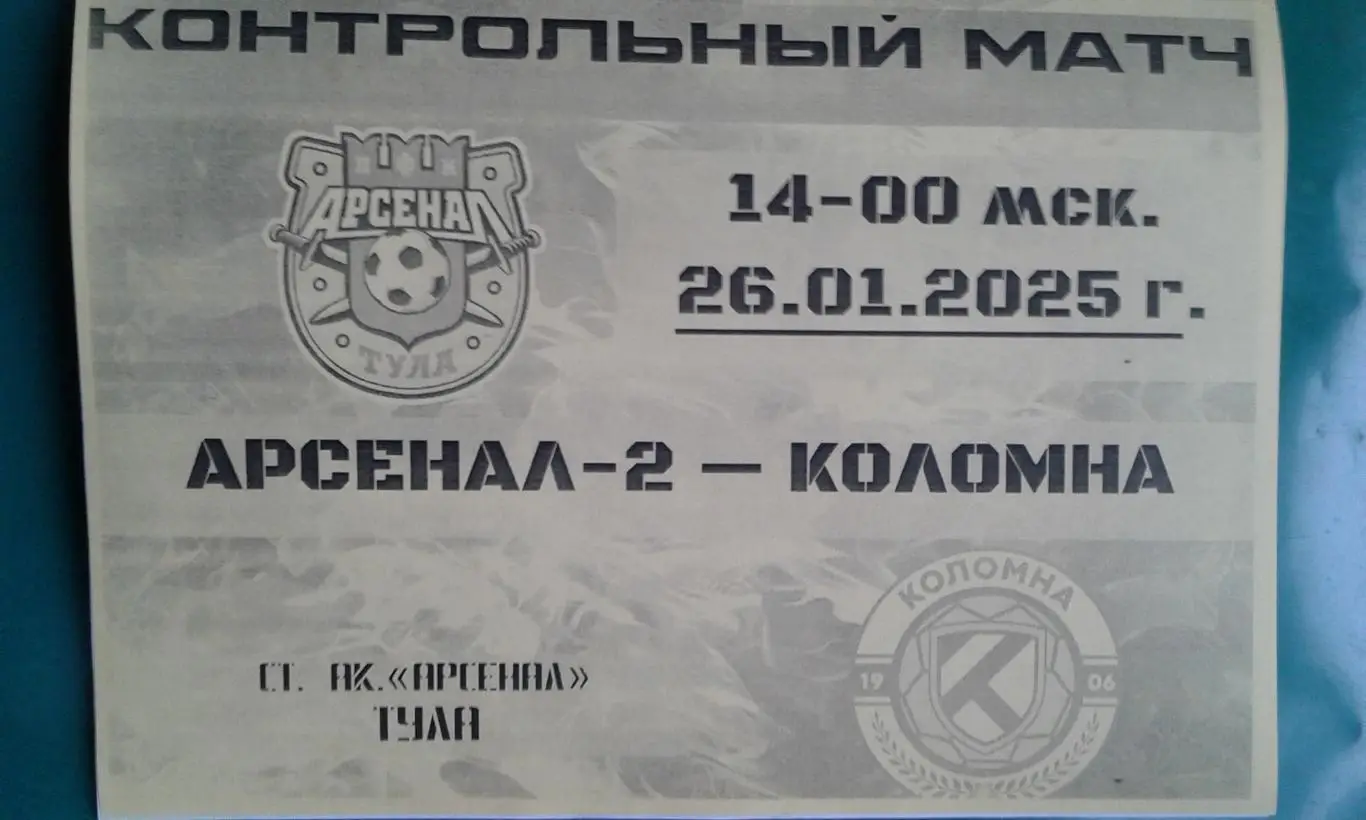 КОНТРОЛЬНЫЙ МАТЧ
АРСЕНАЛ
ТУЛА
14-00 мск.
26.01.2025 г.
АРСЕНАЛ-2 — КОЛОМНА
СТ. АК.«АРСЕНАЛ»
ТУЛА
КОЛОМНА
19 06